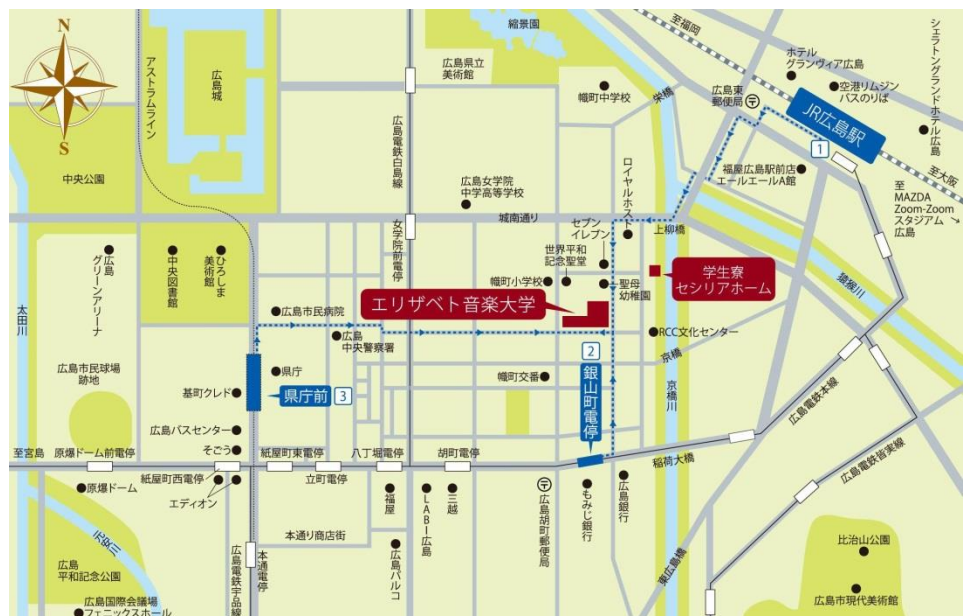 N
S
至福岡
縮景園
アストラムライン
広島城
広島県立
美術館
幟町中学校
栄橋
広島東
郵便局
ホテル
グランヴィア広島
空港リムジン
バスのりば
シェラトングランドホテル広島
JR広島駅
1
至大阪
福屋広島駅前店
エールエールA館
至
MAZDA
Zoom-Zoom
スタジアム
広島
中央公園
広島電鉄白島線
広島女学院
中学高等学校
ロイヤルホスト
城南通り
上柳橋
女学院前電停
セブン
イレブン
世界平和
記念聖堂
幟町小学校
聖母
幼稚園
学生寮
セシリアホーム
エリザベト音楽大学
猿猴川
広島
グリーンアリーナ
中央図書館
ひろしま
美術館
太田川
広島市民病院
広島
中央警察署
RCC文化センター
京橋
2
銀山町電停
幟町交番
京橋川
広島市民球場
跡地
県庁
基町クレド
県庁前
3
広島バスセンター
そごう
広島電鉄本線
広島電鉄皆実線
至宮島
原爆ドーム前電停
紙屋町東電停
八丁堀電停
胡町電停
稲荷大橋
紙屋町西電停
立町電停
原爆ドーム
エディオン
福屋
LABI広島
三越
広島胡町郵便局
もみじ銀行
広島銀行
元安川
本通り商店街
本通電停
広島電鉄宇品線
広島パルコ
東広島橋
比治山公園
広島市現代美術館
広島
平和記念公園
広島国際会議場
フェニックスホール